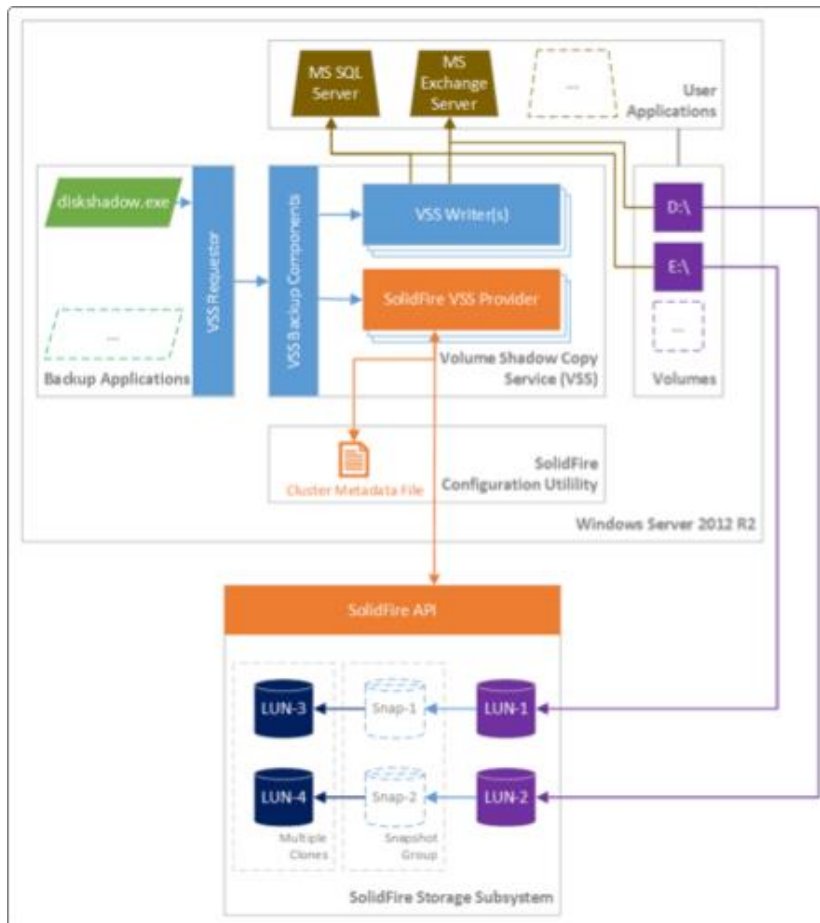 MS SQL
Server
MS
Exchange
Server
...
User
Applications
diskshadow.exe
...
Backup Applications
VSS Requestor
VSS Backup Components
VSS Writer(s)
SolidFire VSS Provider
Volume Shadow Copy
Service (VSS)
D:\
E:\
...
Volumes
Cluster Metadata File
SolidFire
Configuration Utilility
Windows Server 2012 R2
SolidFire API
LUN-3
Snap-1
LUN-1
LUN-4
Snap-2
LUN-2
Multiple
Clones
Snapshot
Group
SolidFire Storage Subsystem